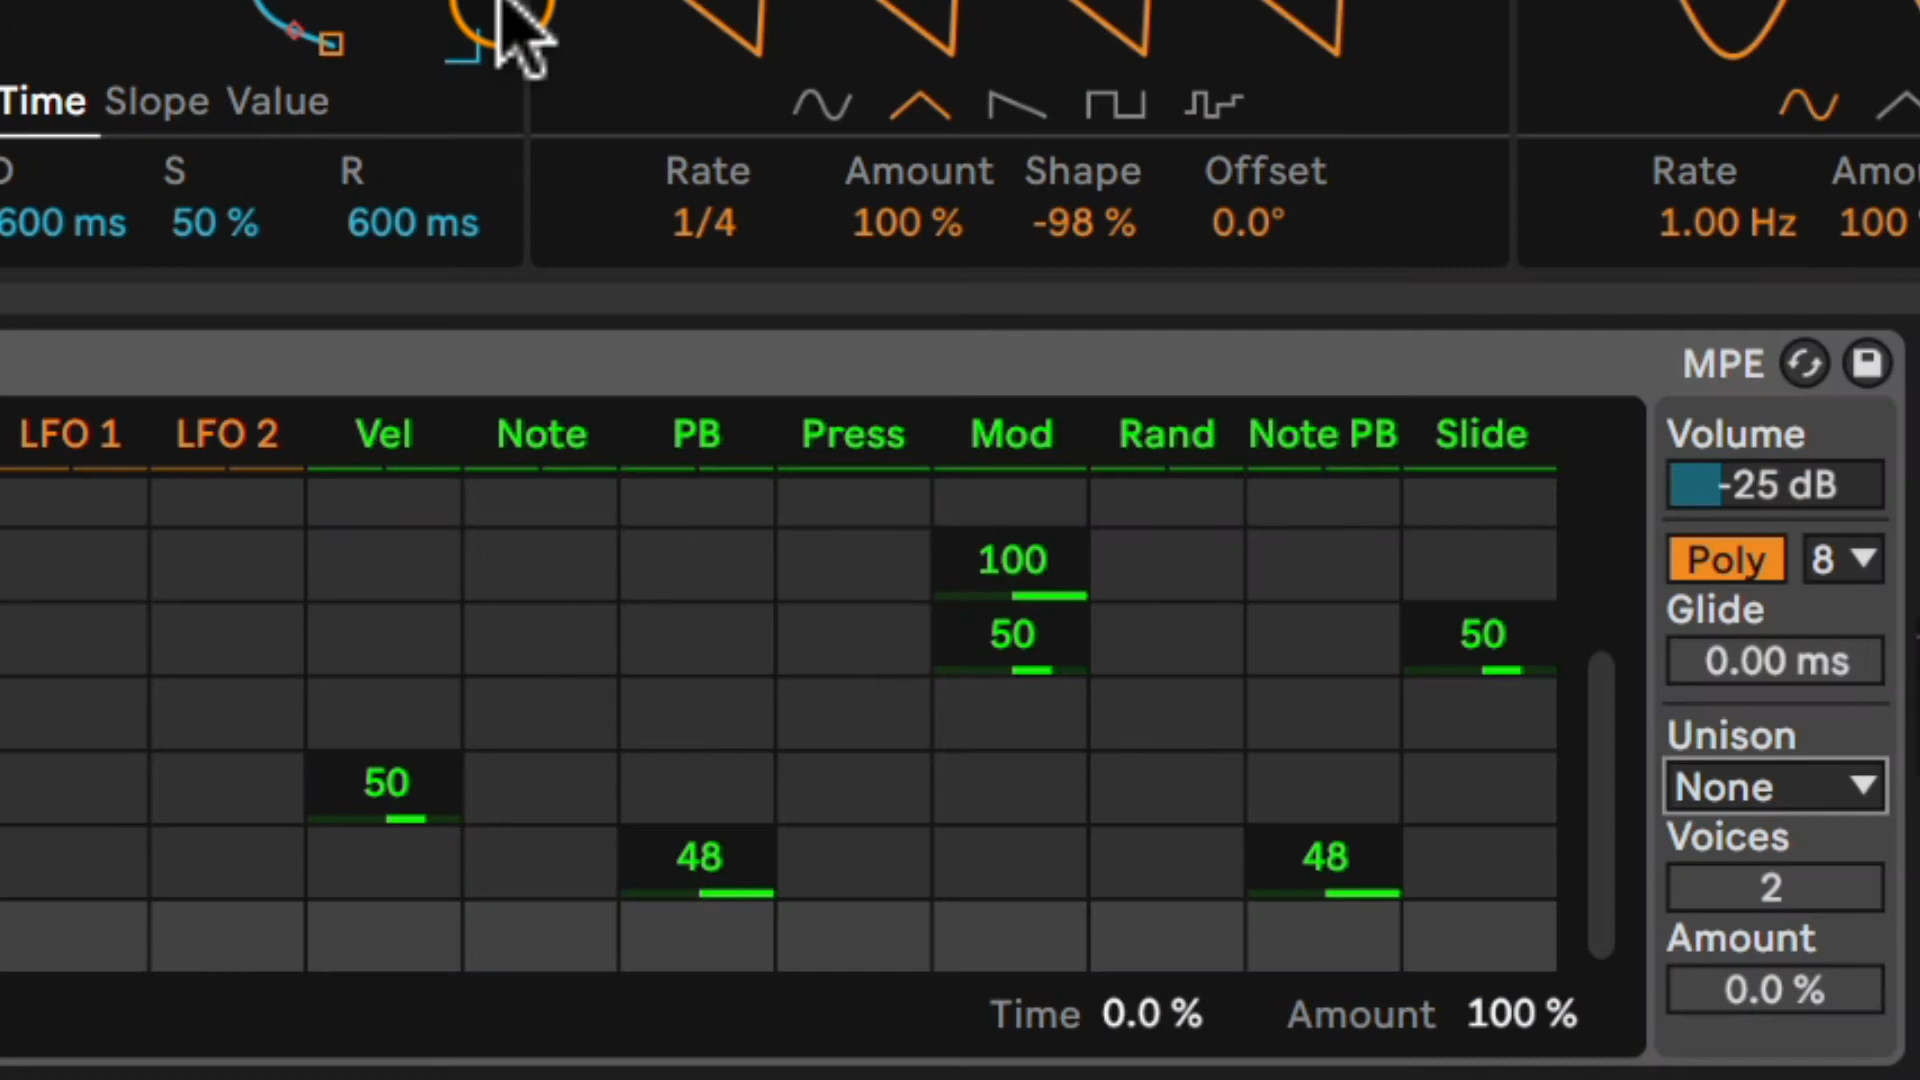 Time Slope Value
S R Rate Amount Shape Offset Rate
600 ms 50 % 600 ms 1/4 100 % -98 % 0.0° 1.00 Hz 100
MPE
LFO 1 LFO 2 Vel Note PB Press Mod Rand Note PB Slide
Volume
-25 dB
100
Poly 8
Glide
50 50
0.00 ms
Unison
50
None
Voices
48 48
2
Amount
0.0 %
Time 0.0 % Amount 100 %